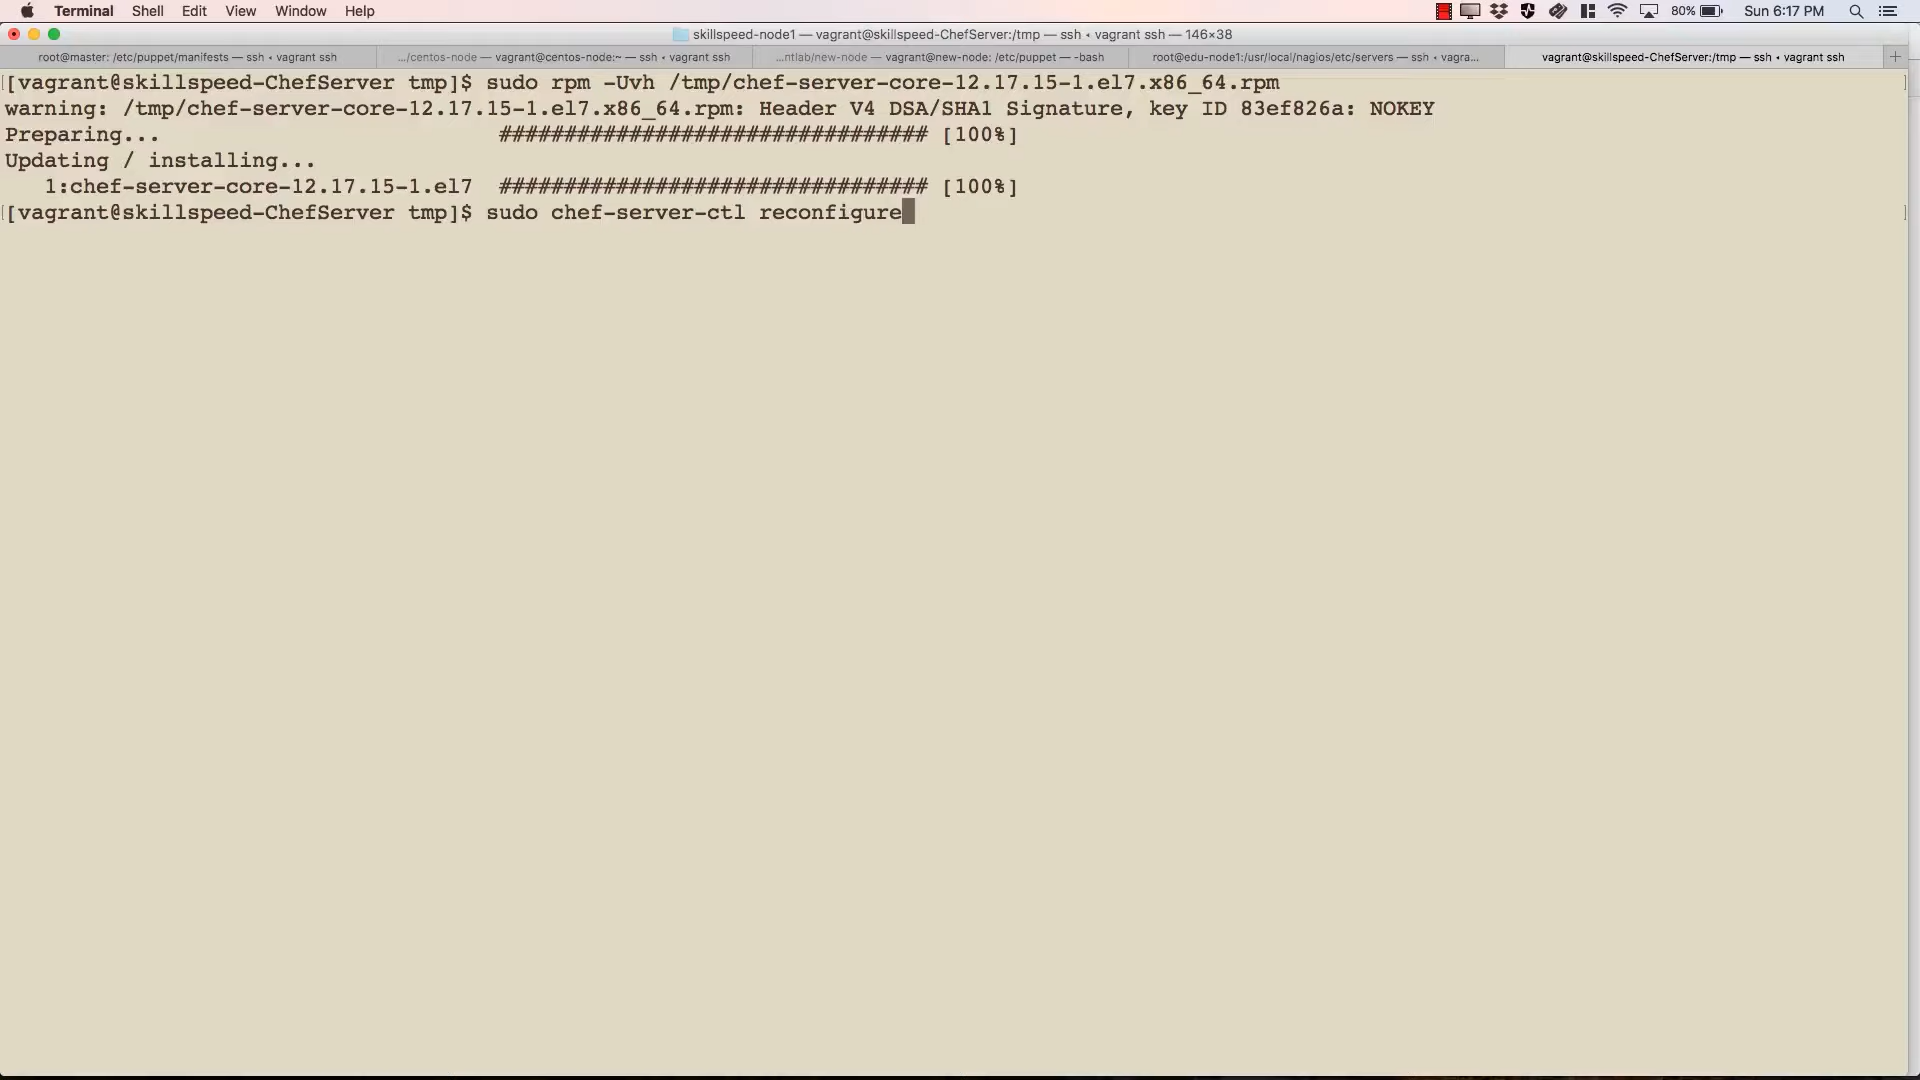 Terminal Shell Edit View Window Help 80% Sun 6:17 PM
skillspeed-node1 — vagrant@skillspeed-ChefServer:/tmp — ssh ‹ vagrant ssh — 146×38
root@master: /etc/puppet/manifests — ssh ‹ vagrant ssh .../centos-node — vagrant@centos-node:~ — ssh ‹ vagrant ssh ...ntlab/new-node — vagrant@new-node: /etc/puppet — -bash root@edu-node1:/usr/local/nagios/etc/servers — ssh ‹ vagra... vagrant@skillspeed-ChefServer:/tmp — ssh ‹ vagrant ssh
[vagrant@skillspeed-ChefServer tmp]$ sudo rpm -Uvh /tmp/chef-server-core-12.17.15-1.el7.x86_64.rpm
warning: /tmp/chef-server-core-12.17.15-1.el7.x86_64.rpm: Header V4 DSA/SHA1 Signature, key ID 83ef826a: NOKEY
Preparing... ################################# [100%]
Updating / installing...
1:chef-server-core-12.17.15-1.el7 ################################# [100%]
[vagrant@skillspeed-ChefServer tmp]$ sudo chef-server-ctl reconfigure